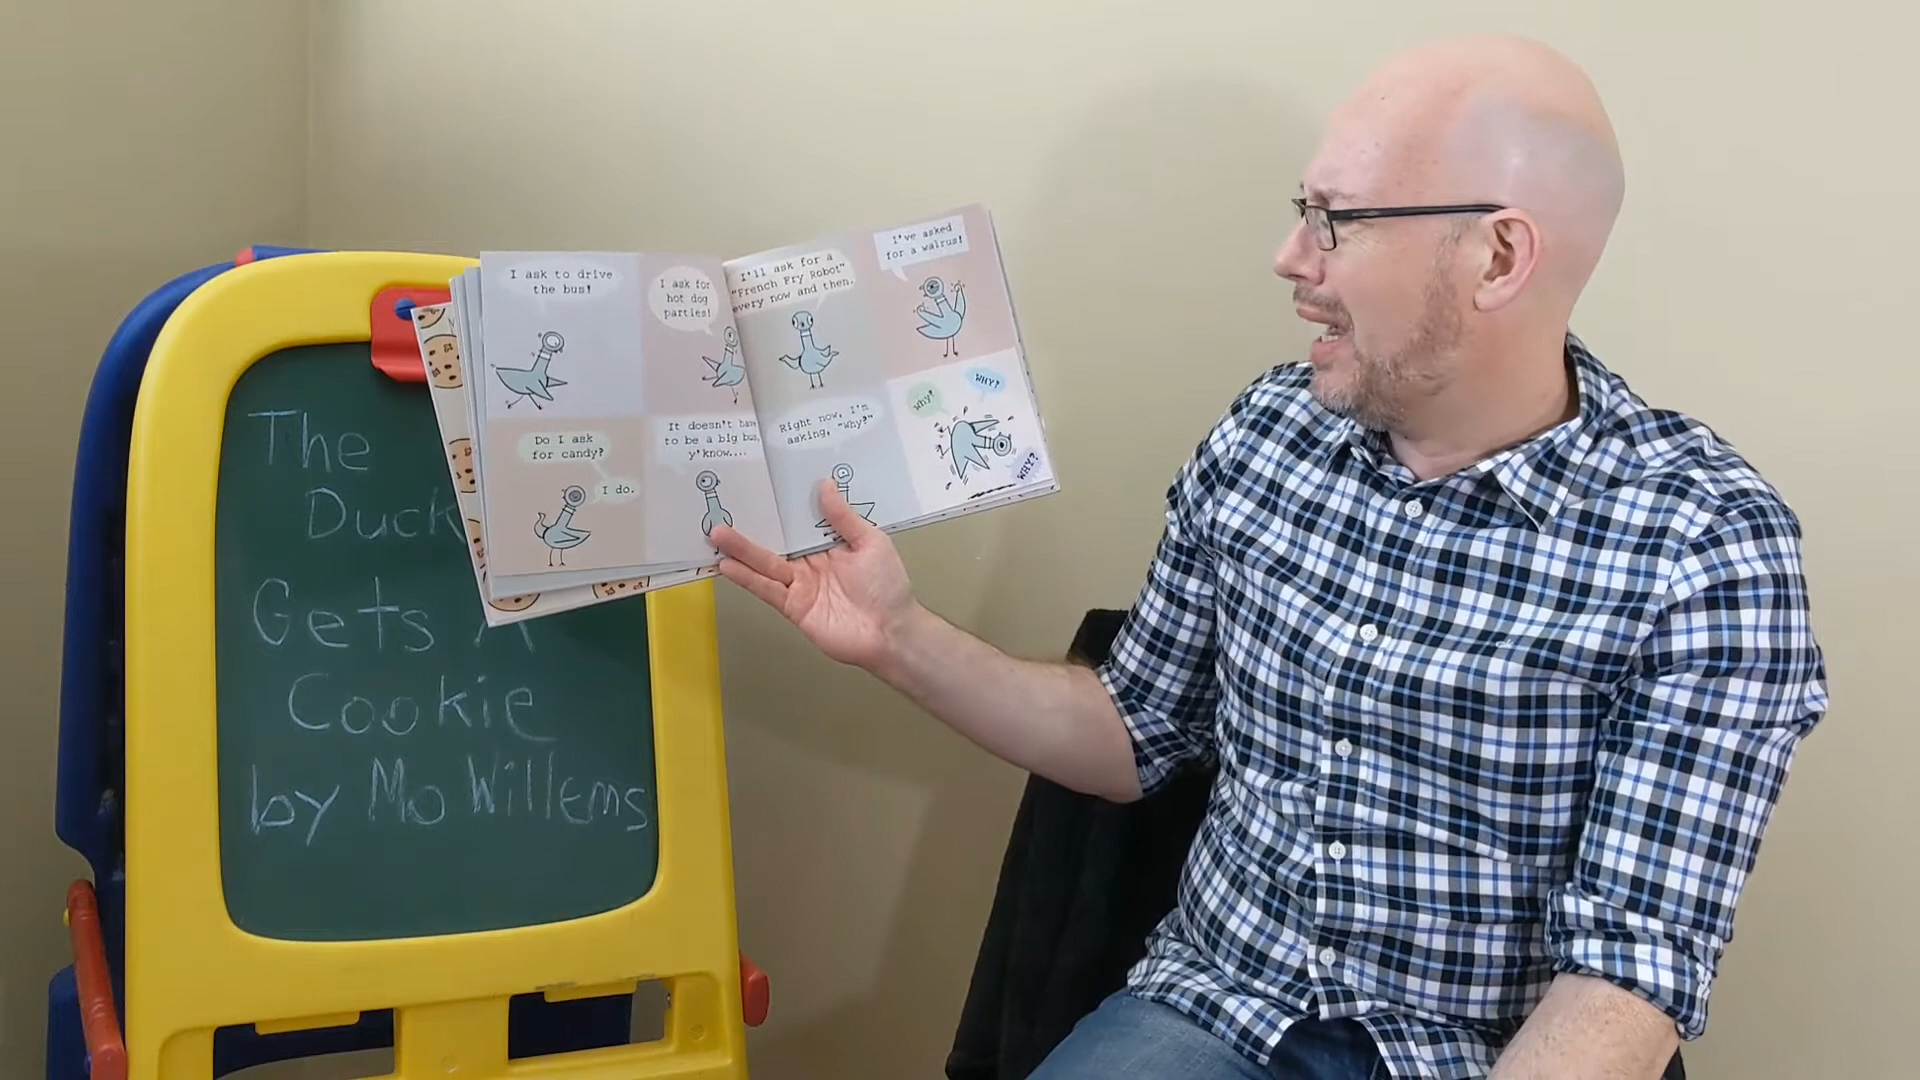 I ask to drive
the bus!
I ask for
hot dog
parties!
Do I ask
for candy?
I do.
It doesn't have
to be a big bus,
y'know....
I'll ask for a
"French Fry Robot"
every now and then.
I've asked
for a walrus!
Right now, I'm
asking, "Why?"
Why?
WHY?
WHY?
The
Duck
Gets A
Cookie
by Mo Willems